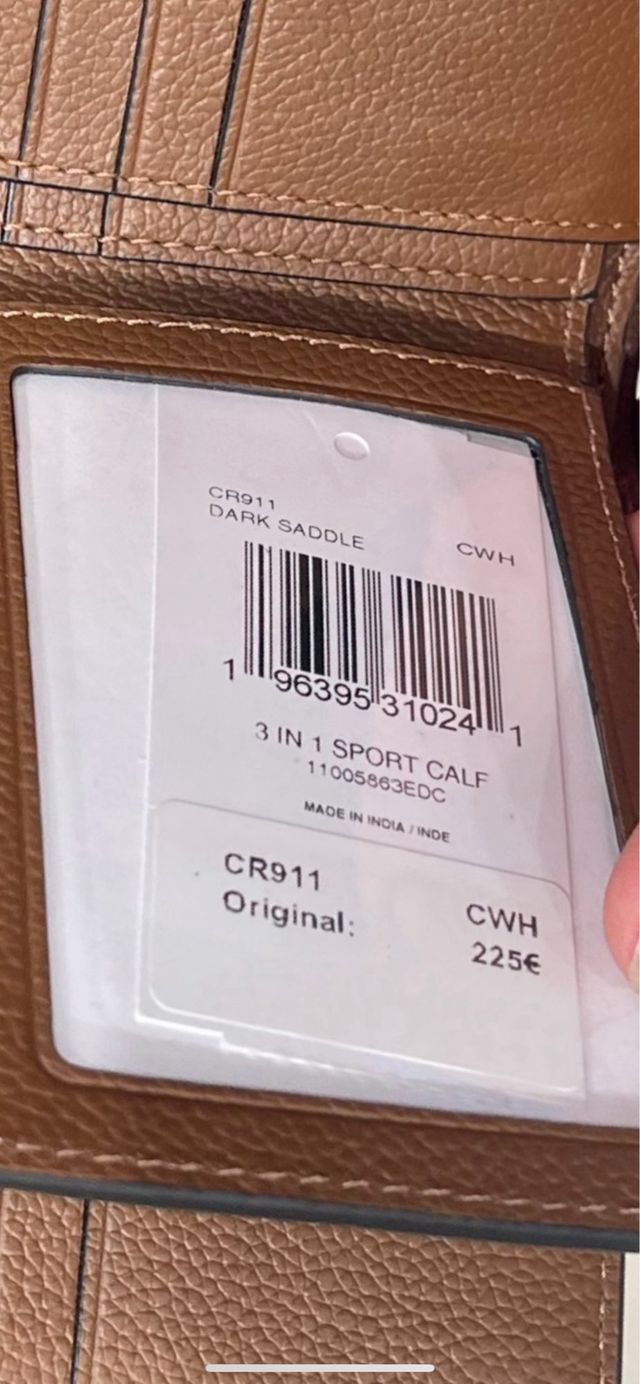 CR911
DARK SADDLE
CWH
1 96395 31024 1
3 IN 1 SPORT CALF
11005863EDC
MADE IN INDIA / INDE
CR911 CWH
Original: 225€